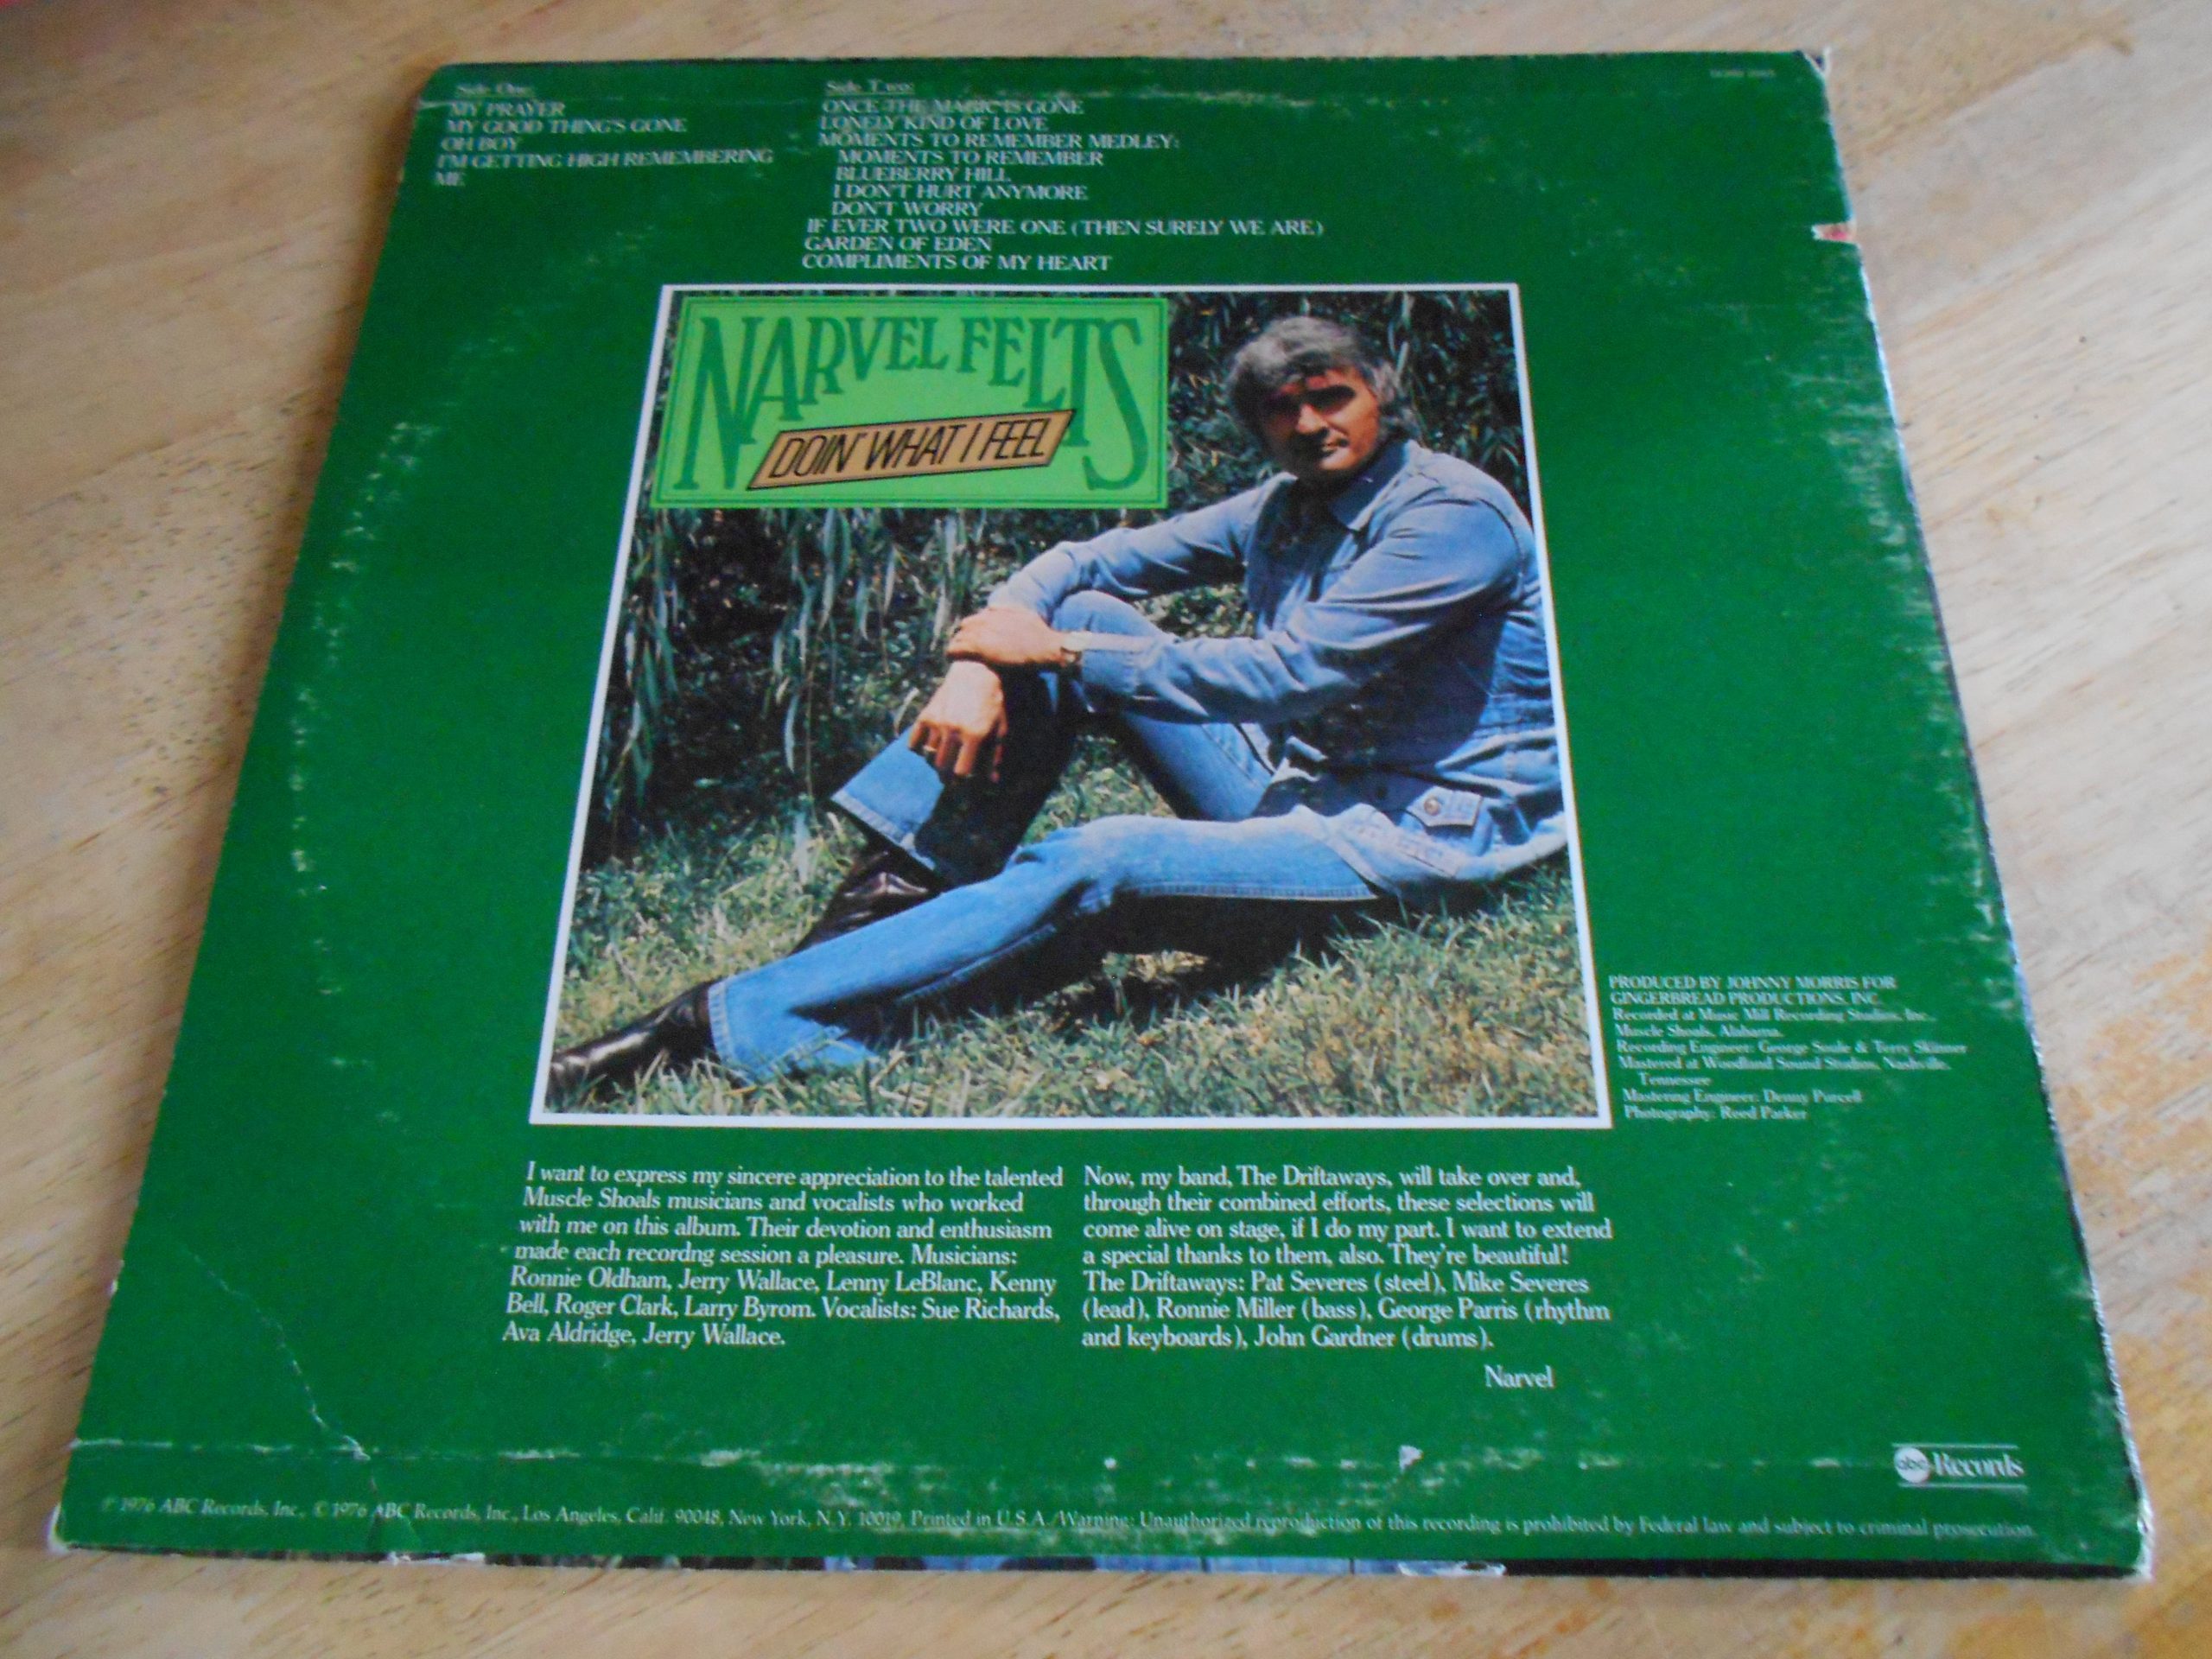 Side One:
MY PRAYER
MY GOOD THING'S GONE
OH BOY
I'M GETTING HIGH REMEMBERING
ME
Side Two:
ONCE THE MAGIC IS GONE
LONELY KIND OF LOVE
MOMENTS TO REMEMBER MEDLEY:
MOMENTS TO REMEMBER
BLUEBERRY HILL
I DON'T HURT ANYMORE
DON'T WORRY
IF EVER TWO WERE ONE (THEN SURELY WE ARE)
GARDEN OF EDEN
COMPLIMENTS OF MY HEART
NARVEL FELTS
DOIN' WHAT I FEEL
PRODUCED BY JOHNNY MORRIS FOR
GINGERBREAD PRODUCTIONS, INC.
Recorded at Music Mill Recording Studios, Inc.,
Muscle Shoals, Alabama.
Recording Engineer: George Soule & Terry Skinner
Mastered at Woodland Sound Studios, Nashville,
Tennessee
Mastering Engineer: Denny Purcell
Photography: Reed Parker
I want to express my sincere appreciation to the talented
Muscle Shoals musicians and vocalists who worked
with me on this album. Their devotion and enthusiasm
made each recordng session a pleasure. Musicians:
Ronnie Oldham, Jerry Wallace, Lenny LeBlanc, Kenny
Bell, Roger Clark, Larry Byrom. Vocalists: Sue Richards,
Ava Aldridge, Jerry Wallace.
Now, my band, The Driftaways, will take over and,
through their combined efforts, these selections will
come alive on stage, if I do my part. I want to extend
a special thanks to them, also. They're beautiful!
The Driftaways: Pat Severes (steel), Mike Severes
(lead), Ronnie Miller (bass), George Parris (rhythm
and keyboards), John Gardner (drums).
Narvel
abc Records
℗ 1976 ABC Records, Inc., © 1976 ABC Records, Inc., Los Angeles, Calif. 90048, New York, N.Y. 10019, Printed in U.S.A./Warning: Unauthorized reproduction of this recording is prohibited by Federal law and subject to criminal prosecution.